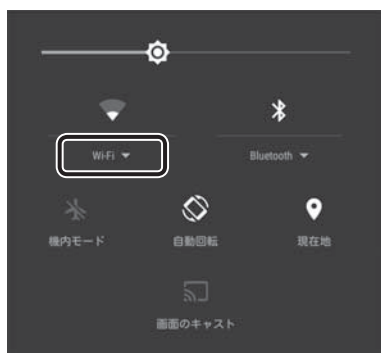 Wi-Fi
Bluetooth
機内モード
自動回転
現在地
画面のキャスト